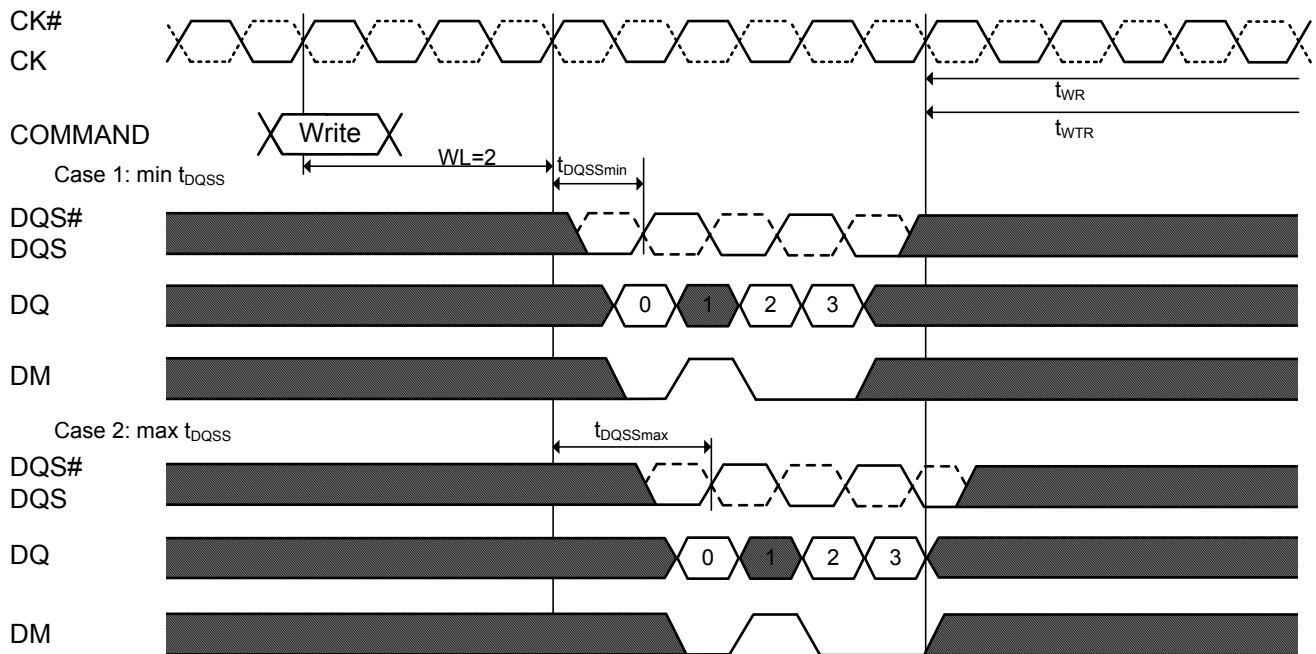 CK#
CK
tWR
tWTR
COMMAND
Write
WL=2
tDQSSmin
Case 1: min tDQSS
DQS#
DQS
DQ
0 1 2 3
DM
Case 2: max tDQSS
tDQSSmax
DQS#
DQS
DQ
0 1 2 3
DM